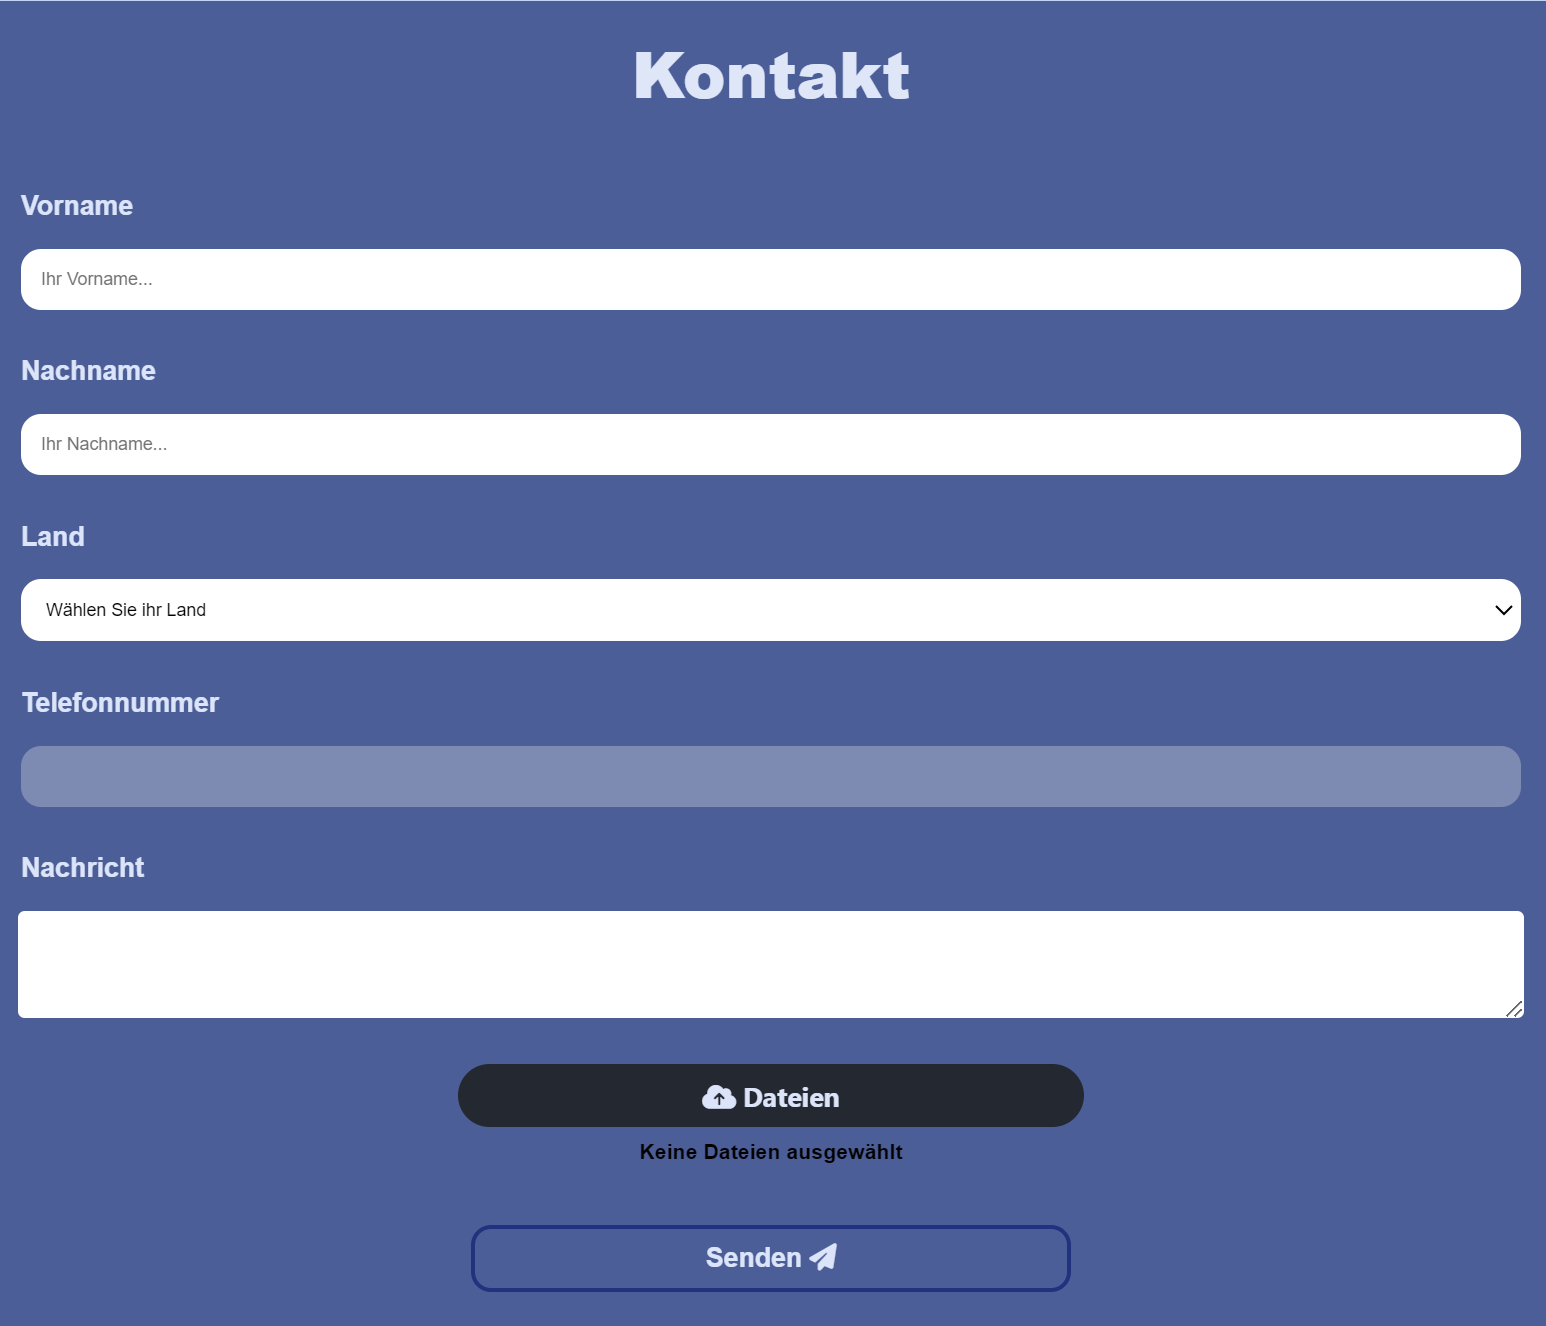 Kontakt
Vorname
Ihr Vorname...
Nachname
Ihr Nachname...
Land
Wählen Sie ihr Land
Telefonnummer
Nachricht
Dateien
Keine Dateien ausgewählt
Senden